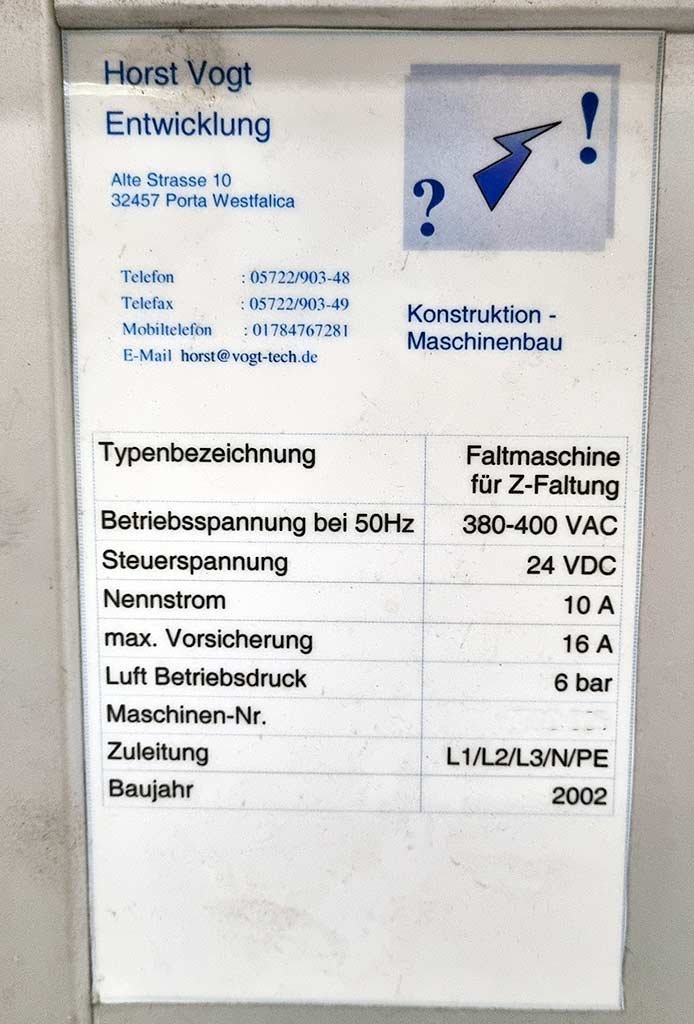 Horst Vogt
Entwicklung
Alte Strasse 10
32457 Porta Westfalica
?
!
Telefon : 05722/903-48
Telefax : 05722/903-49
Mobiltelefon : 01784767281
E-Mail horst@vogt-tech.de
Konstruktion -
Maschinenbau
Typenbezeichnung Faltmaschine
für Z-Faltung
Betriebsspannung bei 50Hz 380-400 VAC
Steuerspannung 24 VDC
Nennstrom 10 A
max. Vorsicherung 16 A
Luft Betriebsdruck 6 bar
Maschinen-Nr.
Zuleitung L1/L2/L3/N/PE
Baujahr 2002